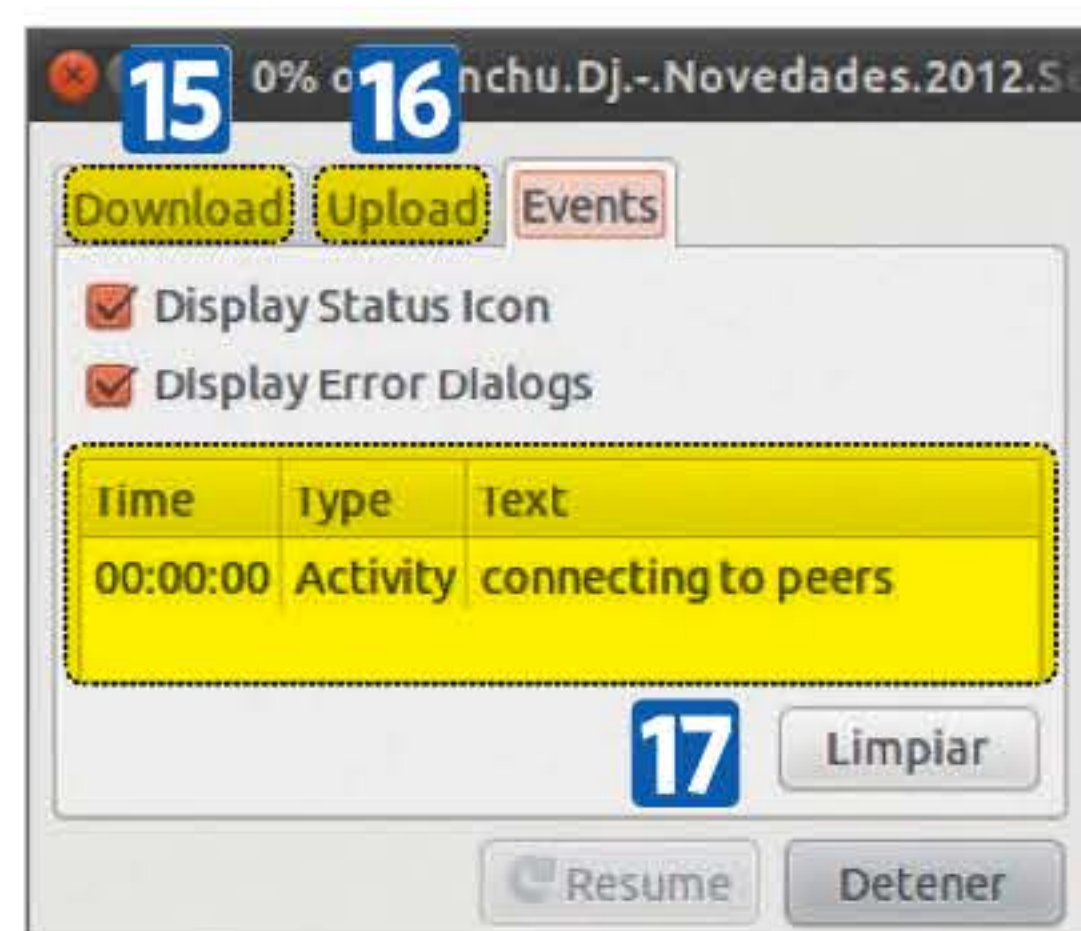 15 16
0% o nchu.Dj.-.Novedades.2012.S
Download Upload Events
Display Status Icon
Display Error Dialogs
Time Type Text
00:00:00 Activity connecting to peers
17 Limpiar
Resume Detener